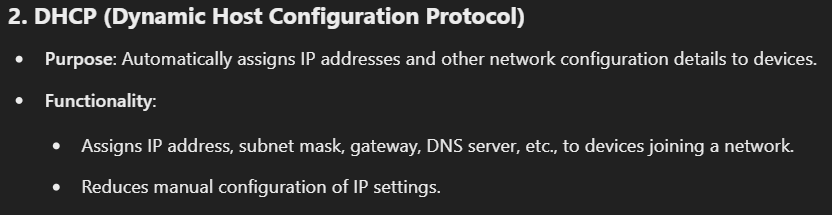 2. DHCP (Dynamic Host Configuration Protocol)
• Purpose: Automatically assigns IP addresses and other network configuration details to devices.
• Functionality:
• Assigns IP address, subnet mask, gateway, DNS server, etc., to devices joining a network.
• Reduces manual configuration of IP settings.